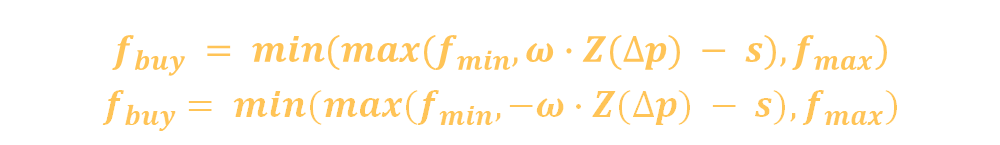 f_buy = min(max(f_min, ω · Z(Δp) − s), f_max)
f_buy = min(max(f_min, −ω · Z(Δp) − s), f_max)